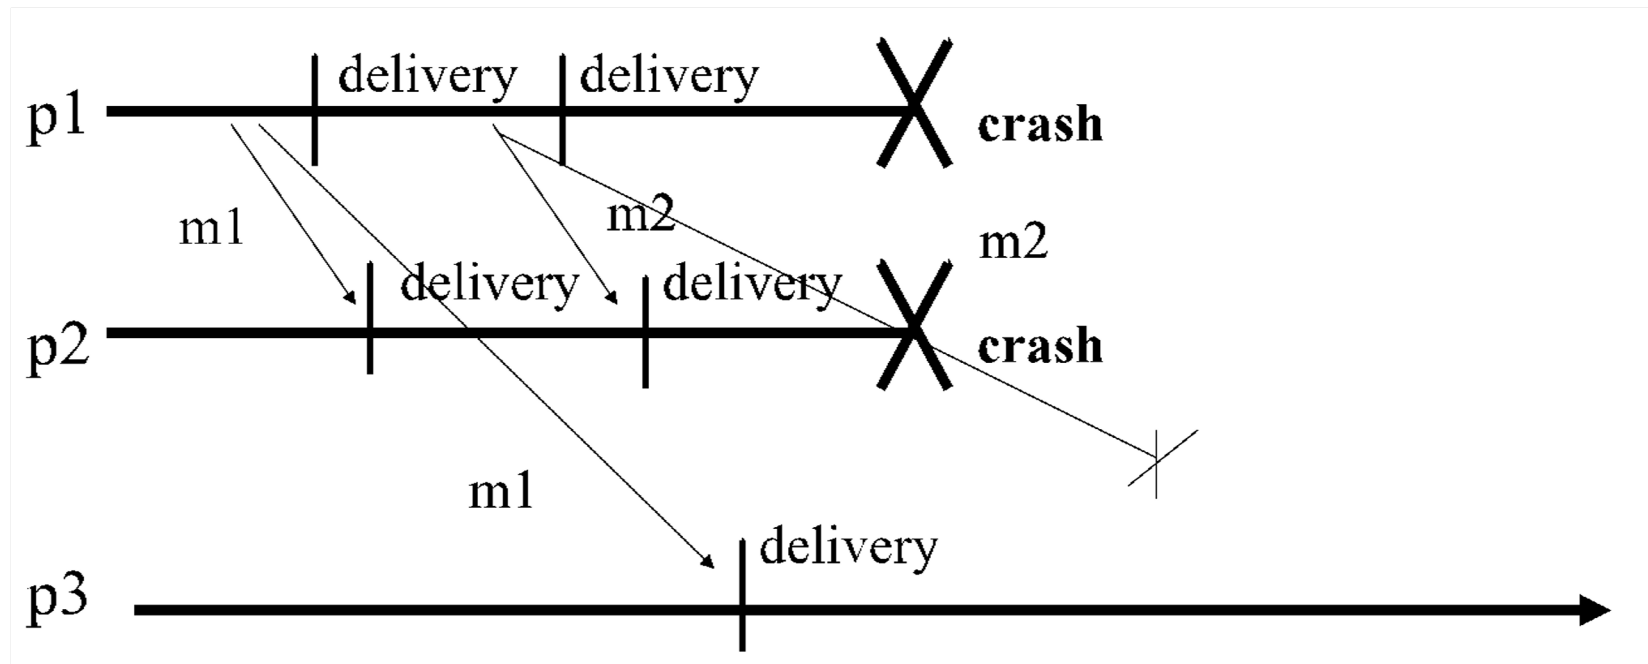 delivery delivery
p1 crash
m1 m2 m2
delivery delivery
p2 crash
m1
delivery
p3